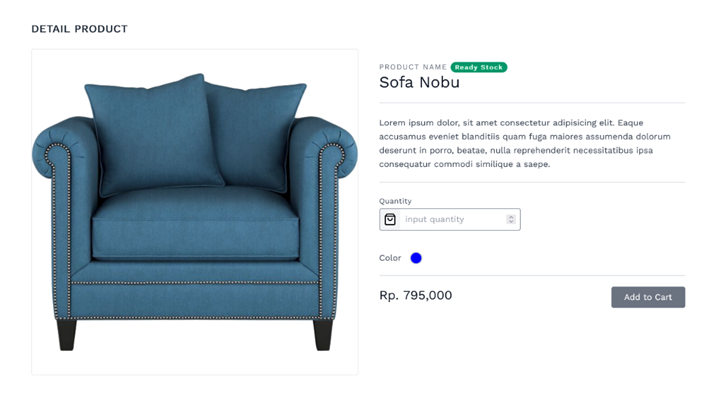 DETAIL PRODUCT
PRODUCT NAME Ready Stock
Sofa Nobu
Lorem ipsum dolor, sit amet consectetur adipisicing elit. Eaque
accusamus eveniet blanditiis quam fuga maiores assumenda dolorum
deserunt in porro, beatae, nulla reprehenderit necessitatibus ipsa
consequatur commodi similique a saepe.
Quantity
input quantity
Color
Rp. 795,000
Add to Cart